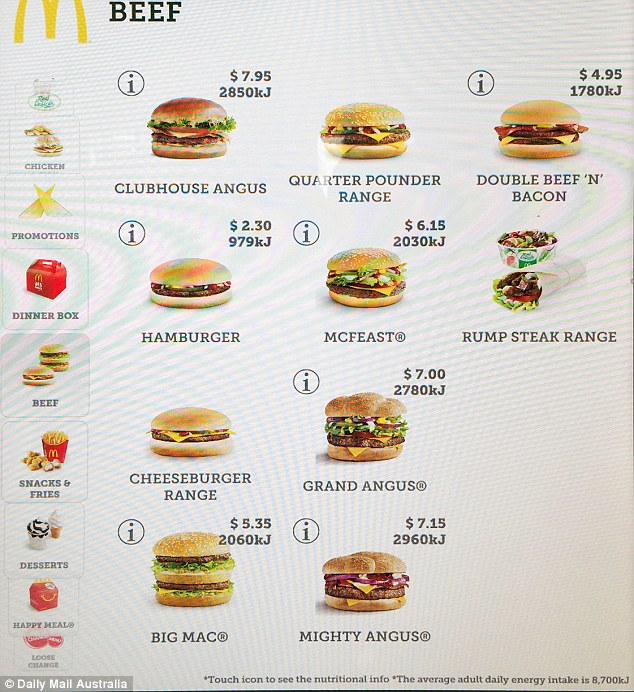 BEEF
$ 7.95
2850kJ
$ 4.95
1780kJ
CHICKEN
CLUBHOUSE ANGUS
QUARTER POUNDER
RANGE
DOUBLE BEEF 'N'
BACON
PROMOTIONS
$ 2.30
979kJ
$ 6.15
2030kJ
DINNER BOX
HAMBURGER
MCFEAST®
RUMP STEAK RANGE
BEEF
$ 7.00
2780kJ
SNACKS &
FRIES
CHEESEBURGER
RANGE
GRAND ANGUS®
DESSERTS
$ 5.35
2060kJ
$ 7.15
2960kJ
HAPPY MEAL®
BIG MAC®
MIGHTY ANGUS®
LOOSE
CHANGE
*Touch icon to see the nutritional info *The average adult daily energy intake is 8,700kJ
© Daily Mail Australia